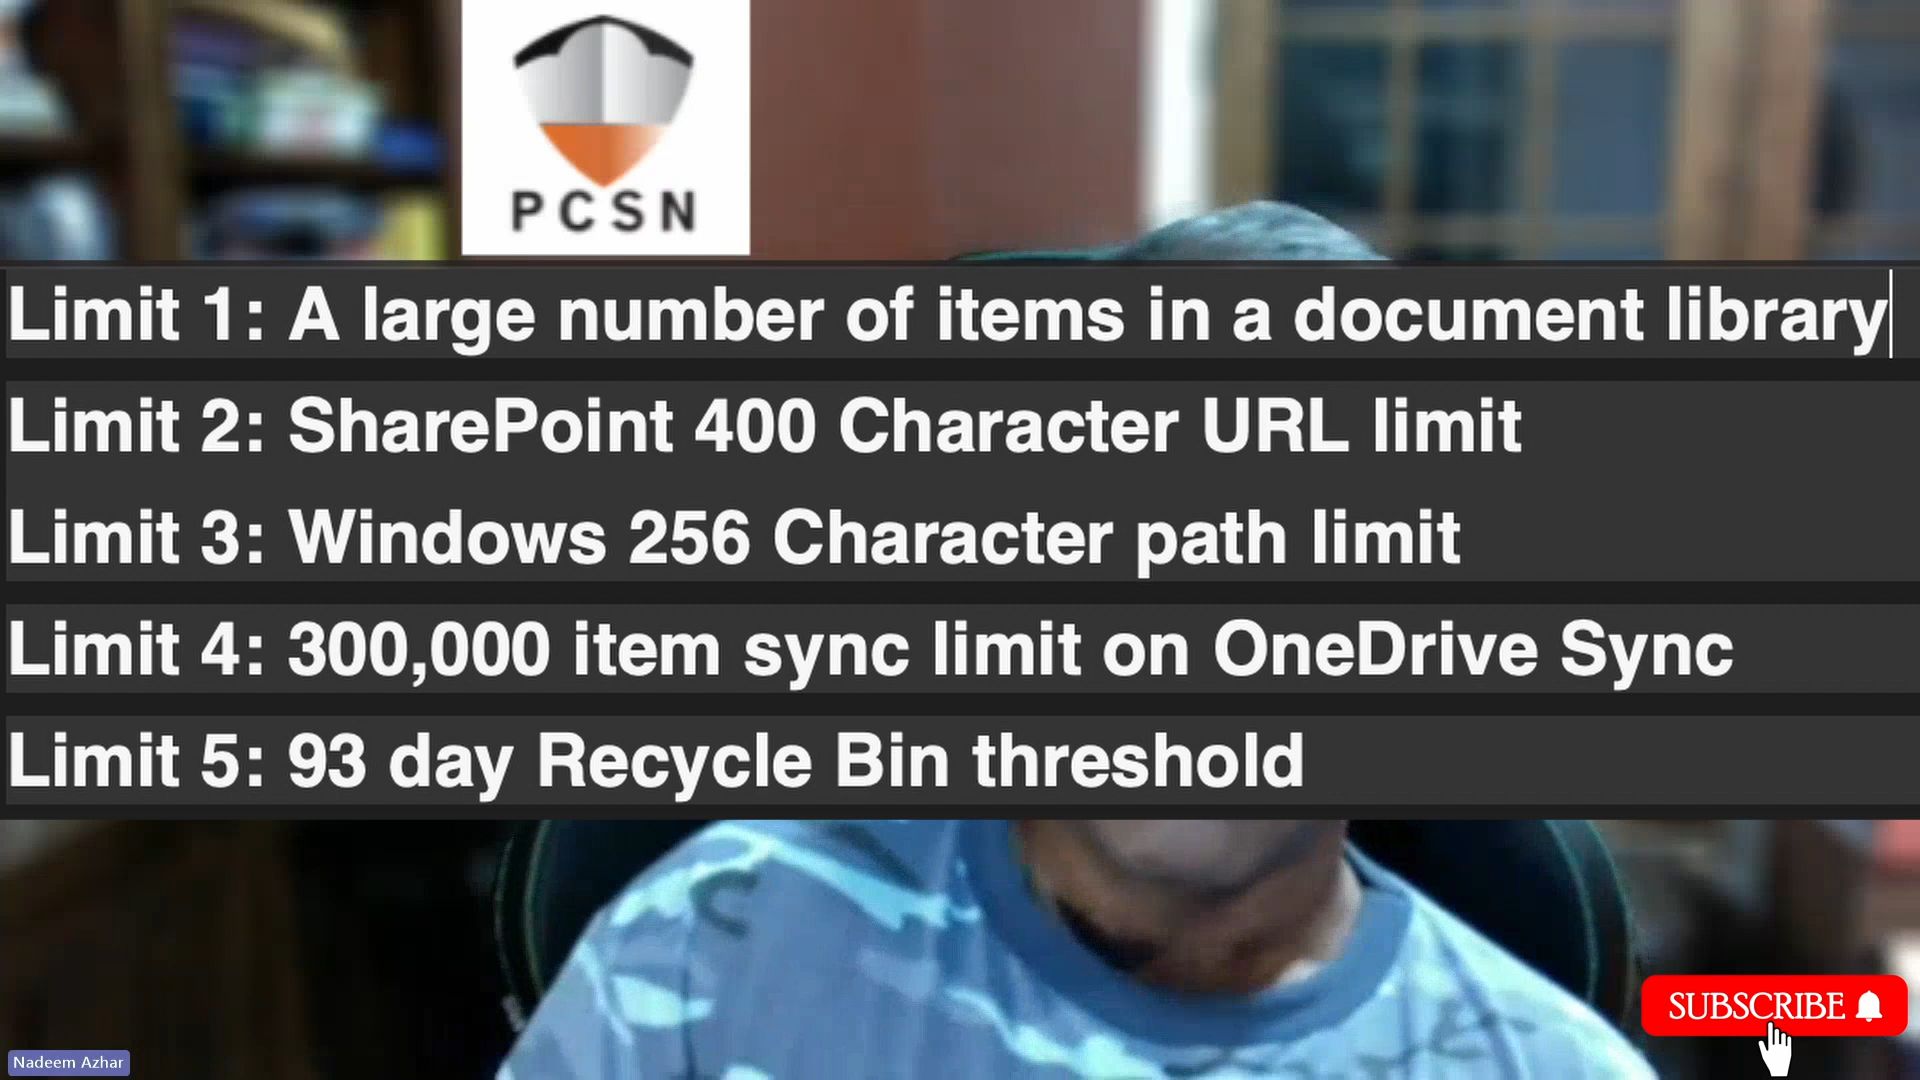 PCSN
Limit 1: A large number of items in a document library
Limit 2: SharePoint 400 Character URL limit
Limit 3: Windows 256 Character path limit
Limit 4: 300,000 item sync limit on OneDrive Sync
Limit 5: 93 day Recycle Bin threshold
SUBSCRIBE
Nadeem Azhar